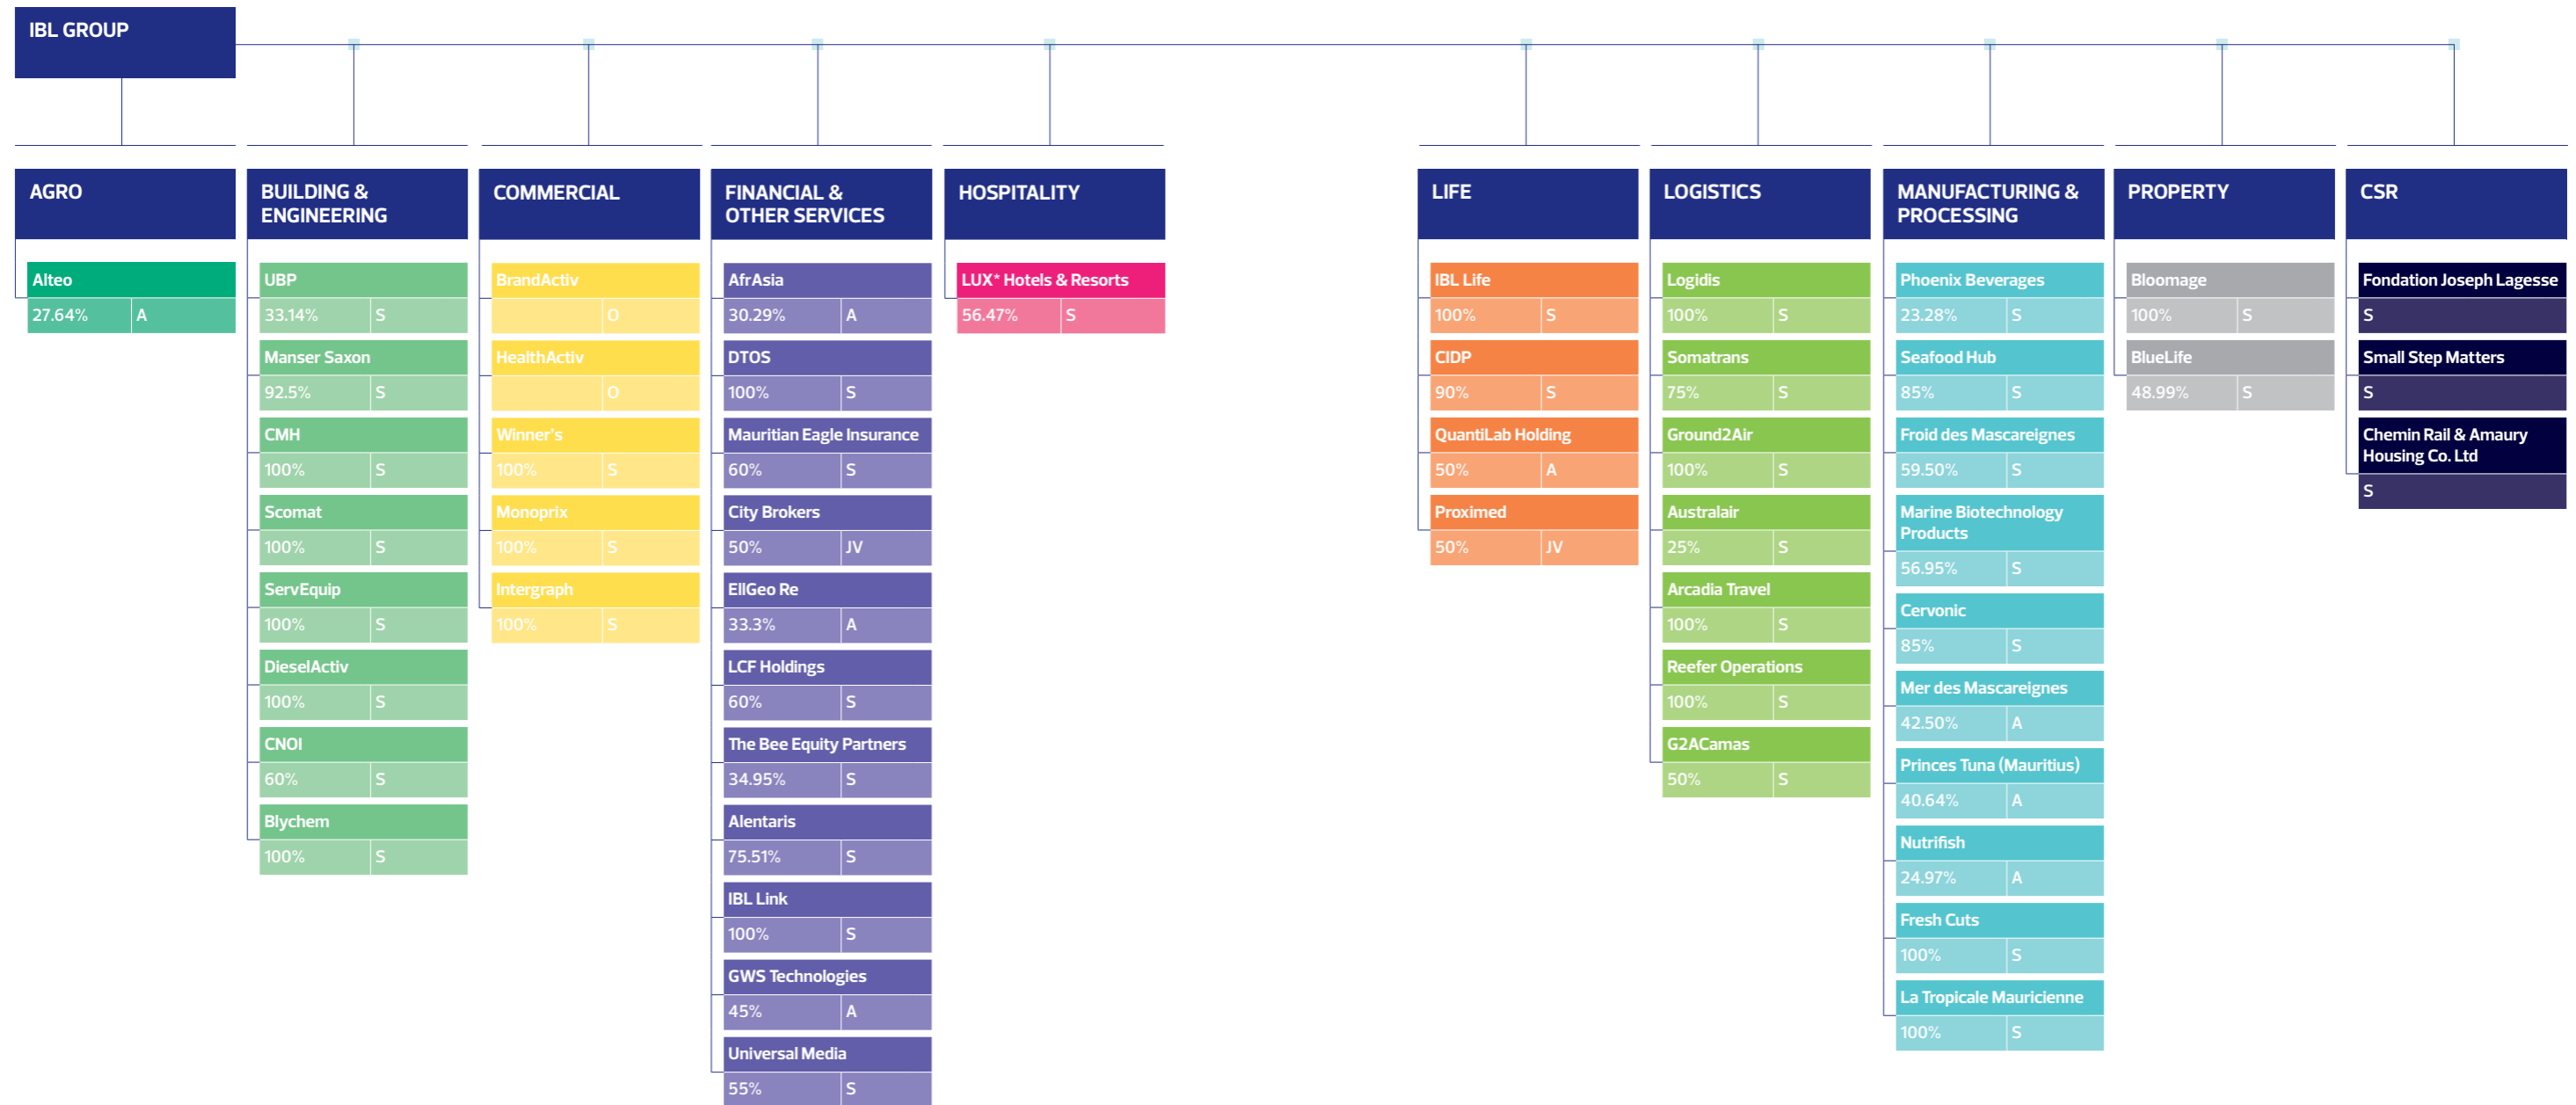 IBL GROUP
AGRO
Alteo
27.64% A
BUILDING &
ENGINEERING
UBP
33.14% S
Manser Saxon
92.5% S
CMH
100% S
Scomat
100% S
ServEquip
100% S
DieselActiv
100% S
CNOI
60% S
Blychem
100% S
COMMERCIAL
BrandActiv
O
HealthActiv
O
Winner's
100% S
Monoprix
100% S
Intergraph
100% S
FINANCIAL &
OTHER SERVICES
AfrAsia
30.29% A
DTOS
100% S
Mauritian Eagle Insurance
60% S
City Brokers
50% JV
EllGeo Re
33.3% A
LCF Holdings
60% S
The Bee Equity Partners
34.95% S
Alentaris
75.51% S
IBL Link
100% S
GWS Technologies
45% A
Universal Media
55% S
HOSPITALITY
LUX* Hotels & Resorts
56.47% S
LIFE
IBL Life
100% S
CIDP
90% S
QuantiLab Holding
50% A
Proximed
50% JV
LOGISTICS
Logidis
100% S
Somatrans
75% S
Ground2Air
100% S
Australair
25% S
Arcadia Travel
100% S
Reefer Operations
100% S
G2ACamas
50% S
MANUFACTURING &
PROCESSING
Phoenix Beverages
23.28% S
Seafood Hub
85% S
Froid des Mascareignes
59.50% S
Marine Biotechnology
Products
56.95% S
Cervonic
85% S
Mer des Mascareignes
42.50% A
Princes Tuna (Mauritius)
40.64% A
Nutrifish
24.97% A
Fresh Cuts
100% S
La Tropicale Mauricienne
100% S
PROPERTY
Bloomage
100% S
BlueLife
48.99% S
CSR
Fondation Joseph Lagesse
S
Small Step Matters
S
Chemin Rail & Amaury
Housing Co. Ltd
S